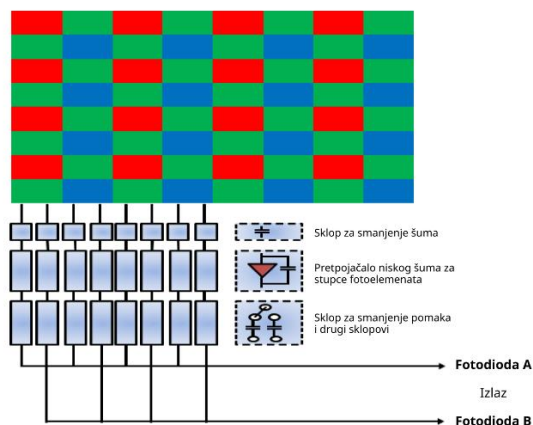 Sklop za smanjenje šuma
Pretpojačalo niskog šuma za
stupce fotoelemenata
Sklop za smanjenje pomaka
i drugi sklopovi
Fotodioda A
Izlaz
Fotodioda B